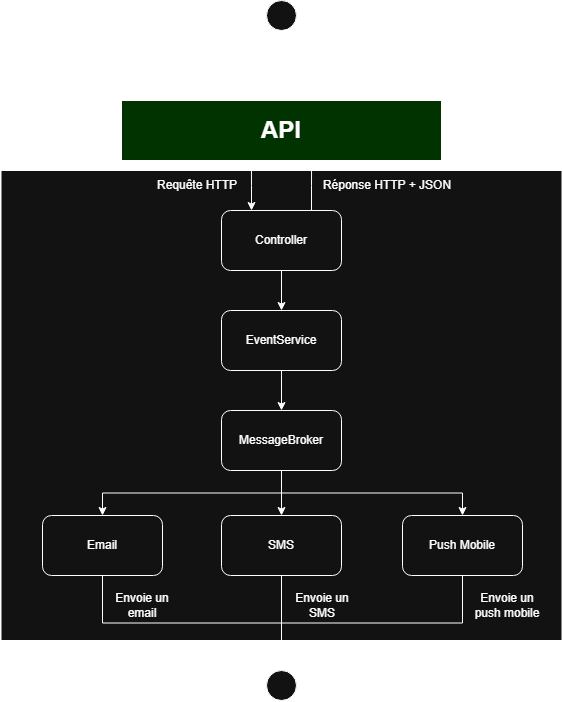 API
Requête HTTP
Réponse HTTP + JSON
Controller
EventService
MessageBroker
Email
SMS
Push Mobile
Envoie un
email
Envoie un
SMS
Envoie un
push mobile